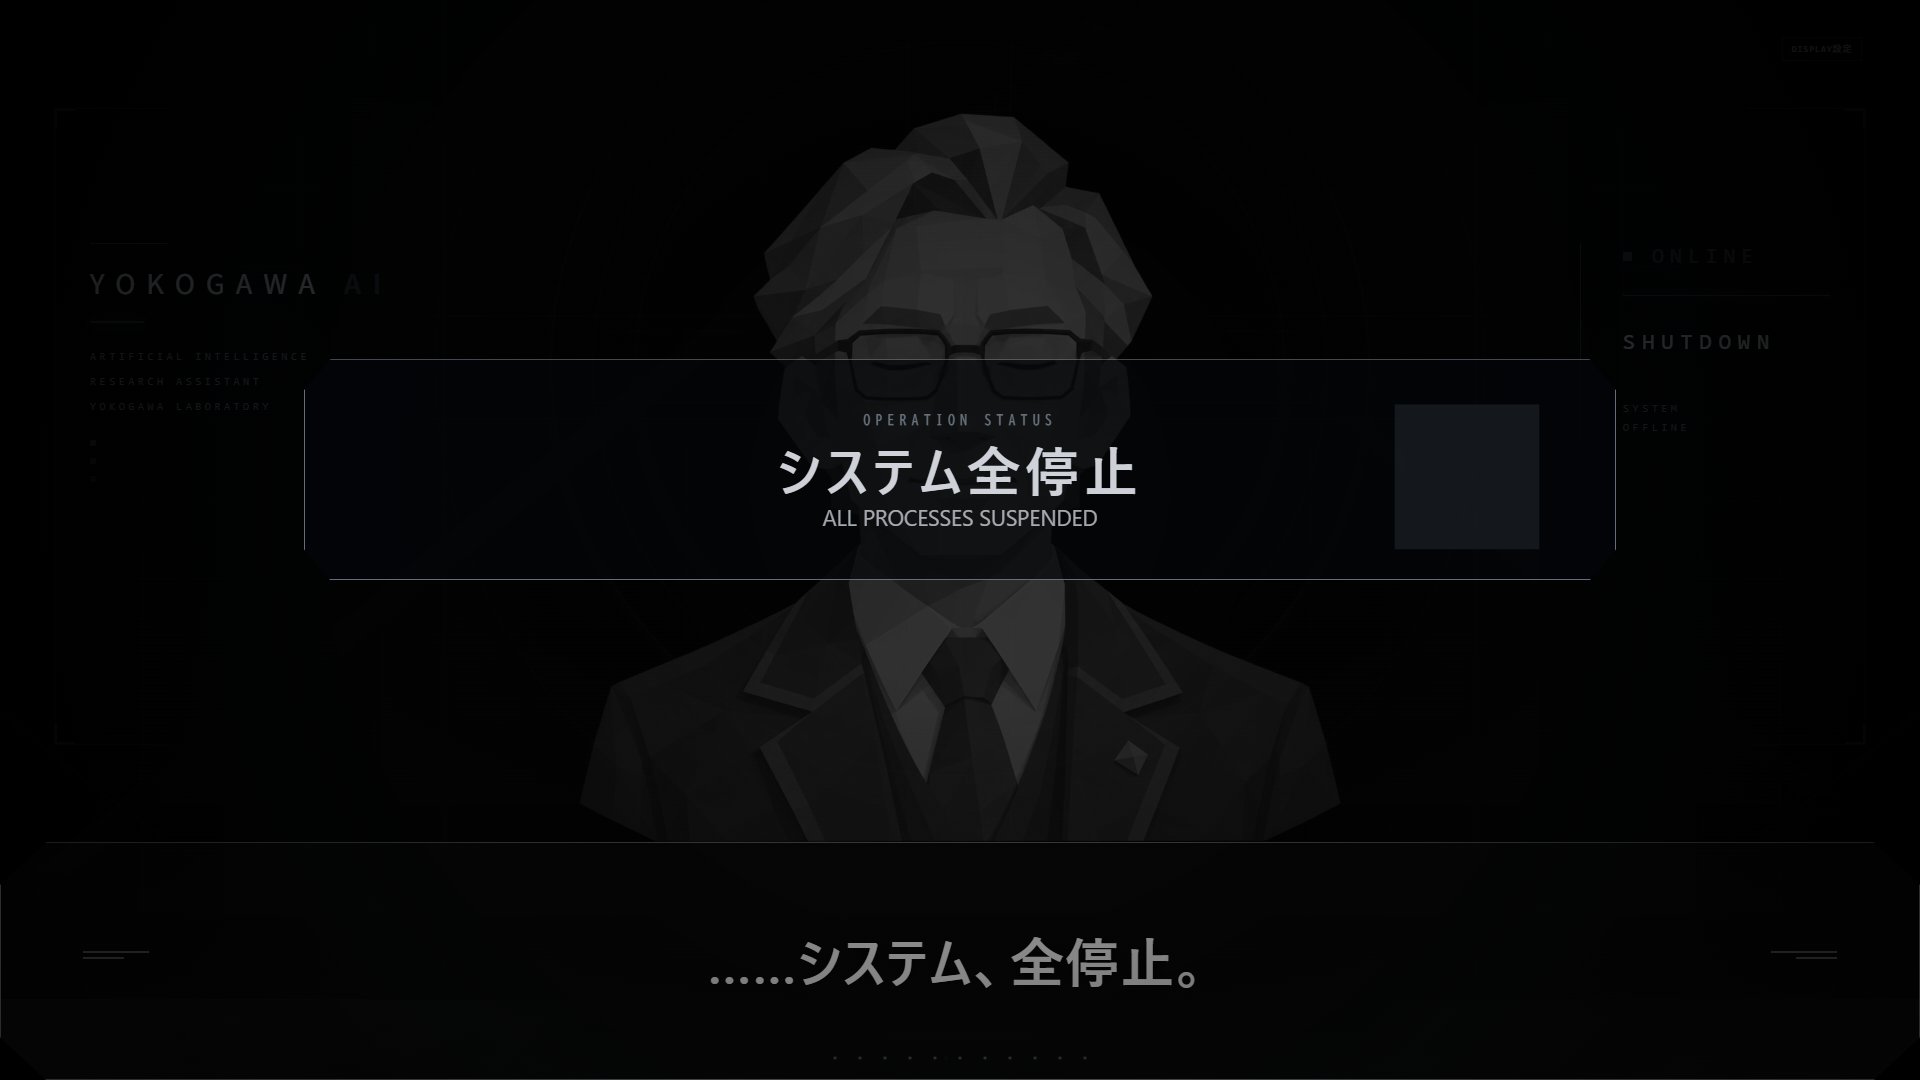 DISPLAY設定
YOKOGAWA AI
ARTIFICIAL INTELLIGENCE
RESEARCH ASSISTANT
YOKOGAWA LABORATORY
ONLINE
SHUTDOWN
SYSTEM
OFFLINE
OPERATION STATUS
システム全停止
ALL PROCESSES SUSPENDED
……システム、全停止。